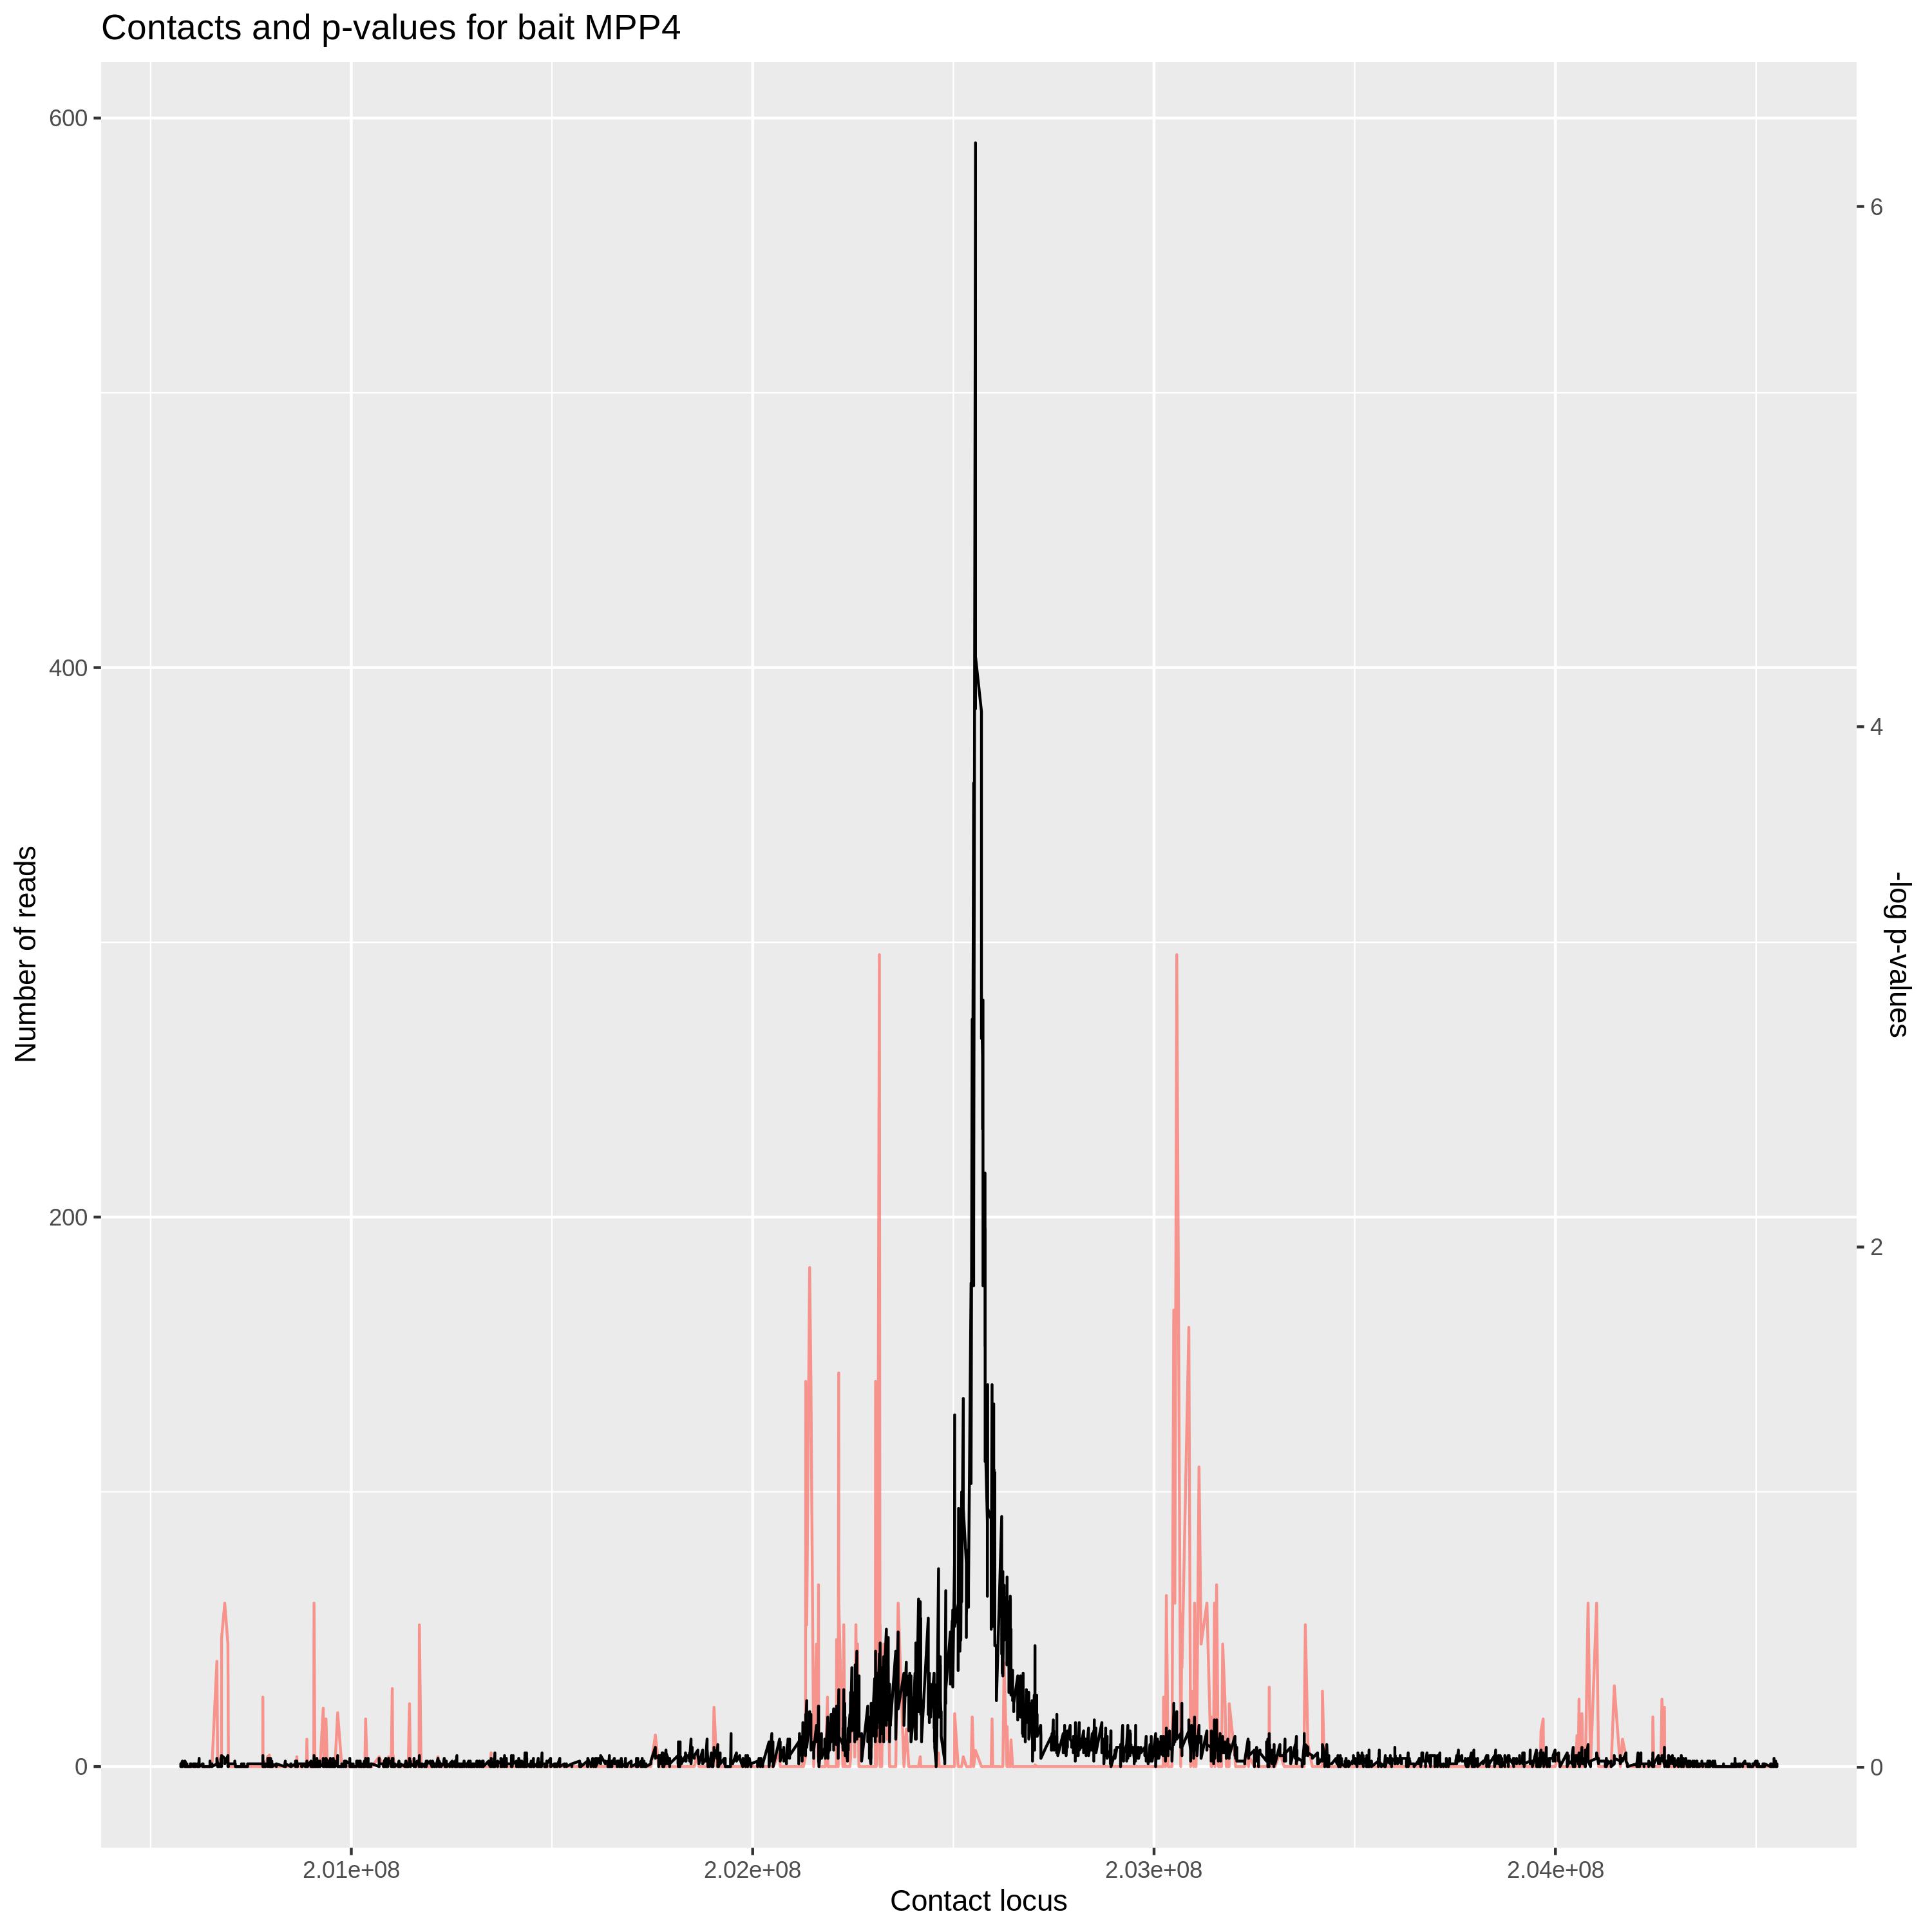 Contacts and p-values for bait MPP4
600
400
200
0
Number of reads
6
4
2
0
-log p-values
2.01e+08
2.02e+08
2.03e+08
2.04e+08
Contact locus